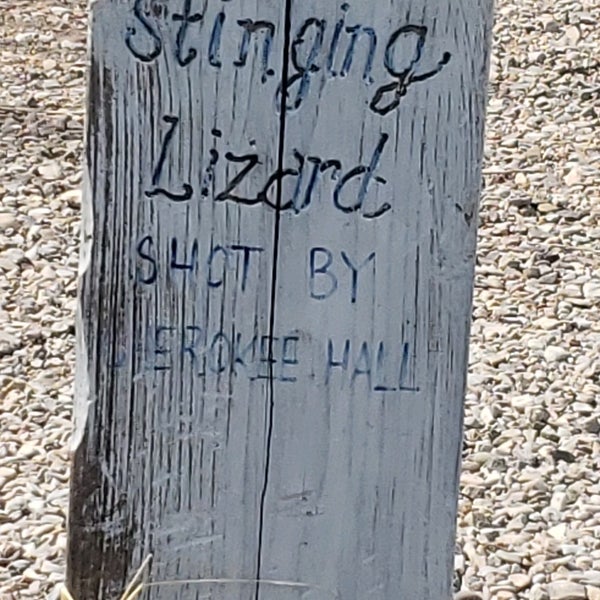 Stinging
Lizard
SHOT BY
CHEROKEE HALL